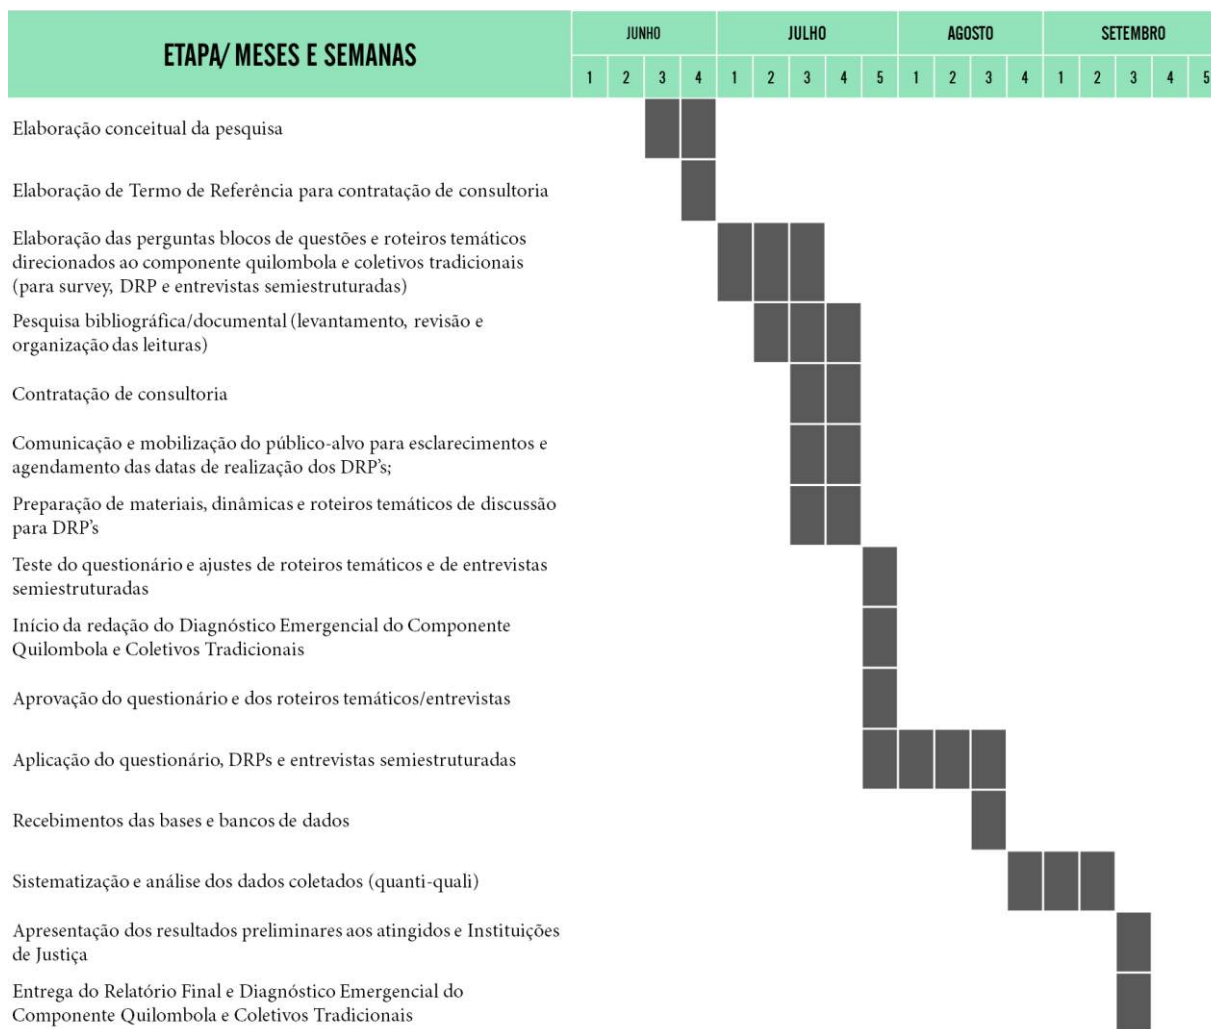 ETAPA/ MESES E SEMANAS
JUNHO JULHO AGOSTO SETEMBRO
1 2 3 4 1 2 3 4 5 1 2 3 4 1 2 3 4 5
Elaboração conceitual da pesquisa
Elaboração de Termo de Referência para contratação de consultoria
Elaboração das perguntas blocos de questões e roteiros temáticos
direcionados ao componente quilombola e coletivos tradicionais
(para survey, DRP e entrevistas semiestruturadas)
Pesquisa bibliográfica/documental (levantamento, revisão e
organização das leituras)
Contratação de consultoria
Comunicação e mobilização do público-alvo para esclarecimentos e
agendamento das datas de realização dos DRP's;
Preparação de materiais, dinâmicas e roteiros temáticos de discussão
para DRP's
Teste do questionário e ajustes de roteiros temáticos e de entrevistas
semiestruturadas
Início da redação do Diagnóstico Emergencial do Componente
Quilombola e Coletivos Tradicionais
Aprovação do questionário e dos roteiros temáticos/entrevistas
Aplicação do questionário, DRPs e entrevistas semiestruturadas
Recebimentos das bases e bancos de dados
Sistematização e análise dos dados coletados (quanti-quali)
Apresentação dos resultados preliminares aos atingidos e Instituições
de Justiça
Entrega do Relatório Final e Diagnóstico Emergencial do
Componente Quilombola e Coletivos Tradicionais